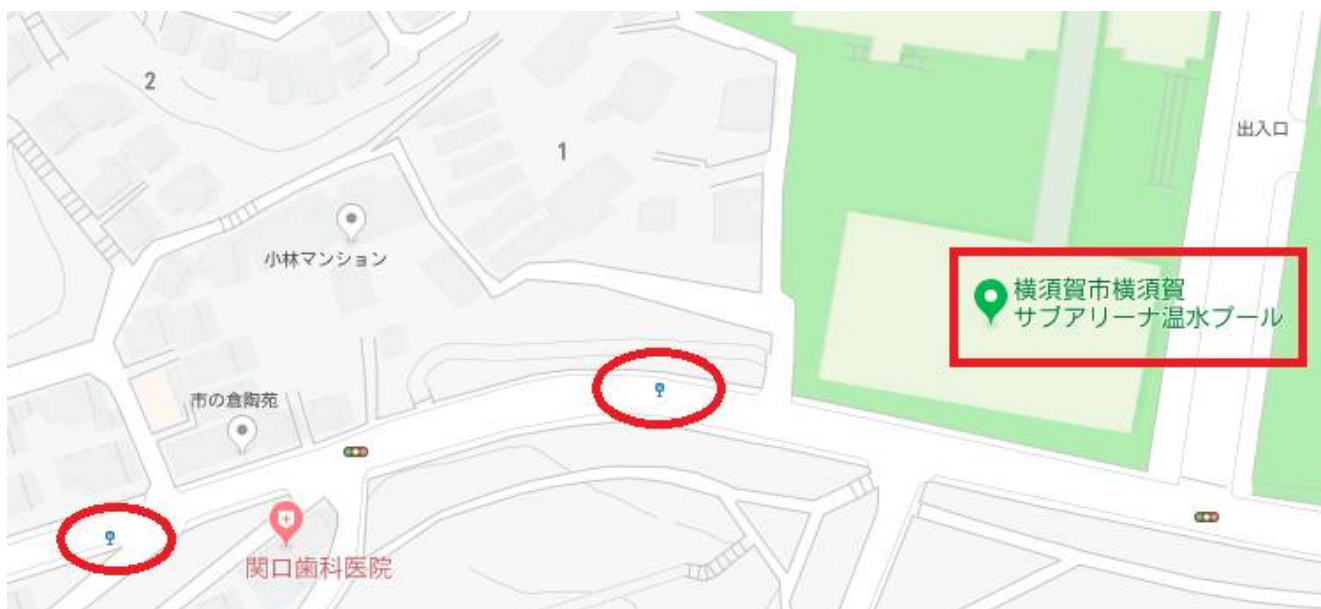 2
1
出入口
小林マンション
横須賀市横須賀
サブアリーナ温水プール
市の倉陶苑
関口歯科医院